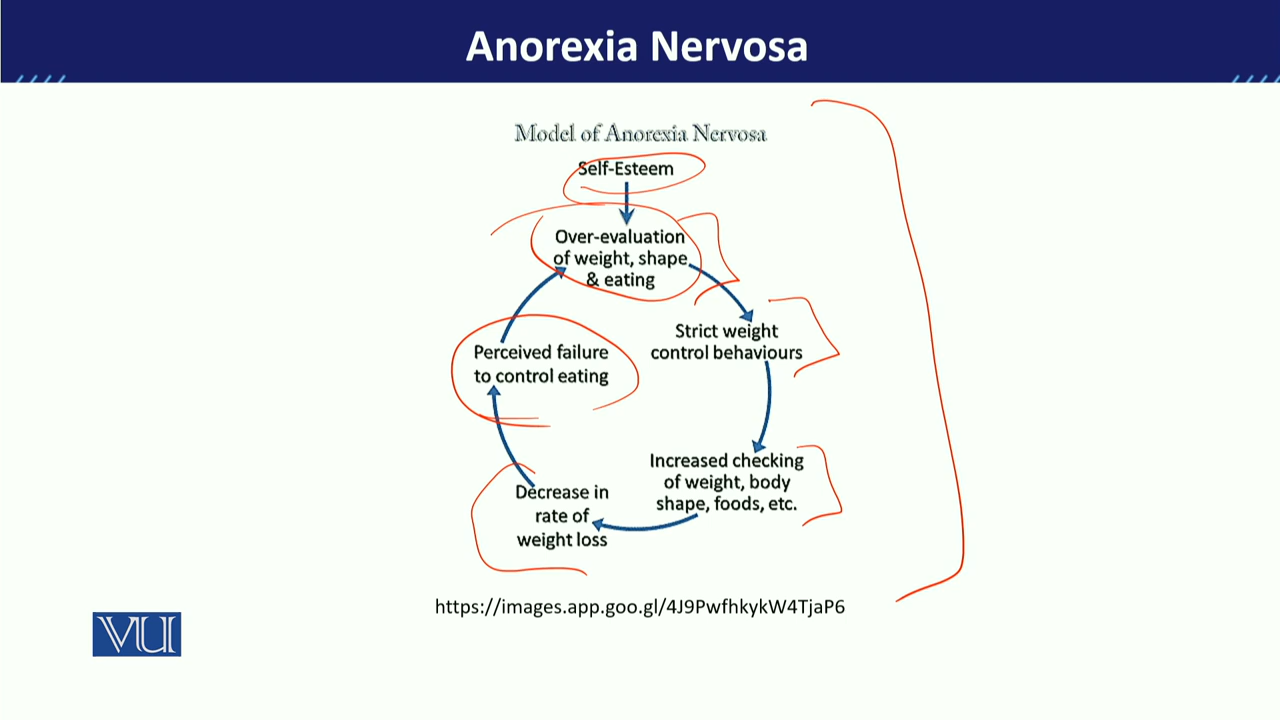 Anorexia Nervosa
Model of Anorexia Nervosa
Self-Esteem
Over-evaluation
of weight, shape
& eating
Strict weight
control behaviours
Increased checking
of weight, body
shape, foods, etc.
Decrease in
rate of
weight loss
Perceived failure
to control eating
https://images.app.goo.gl/4J9PwfhkykW4TjaP6
VU